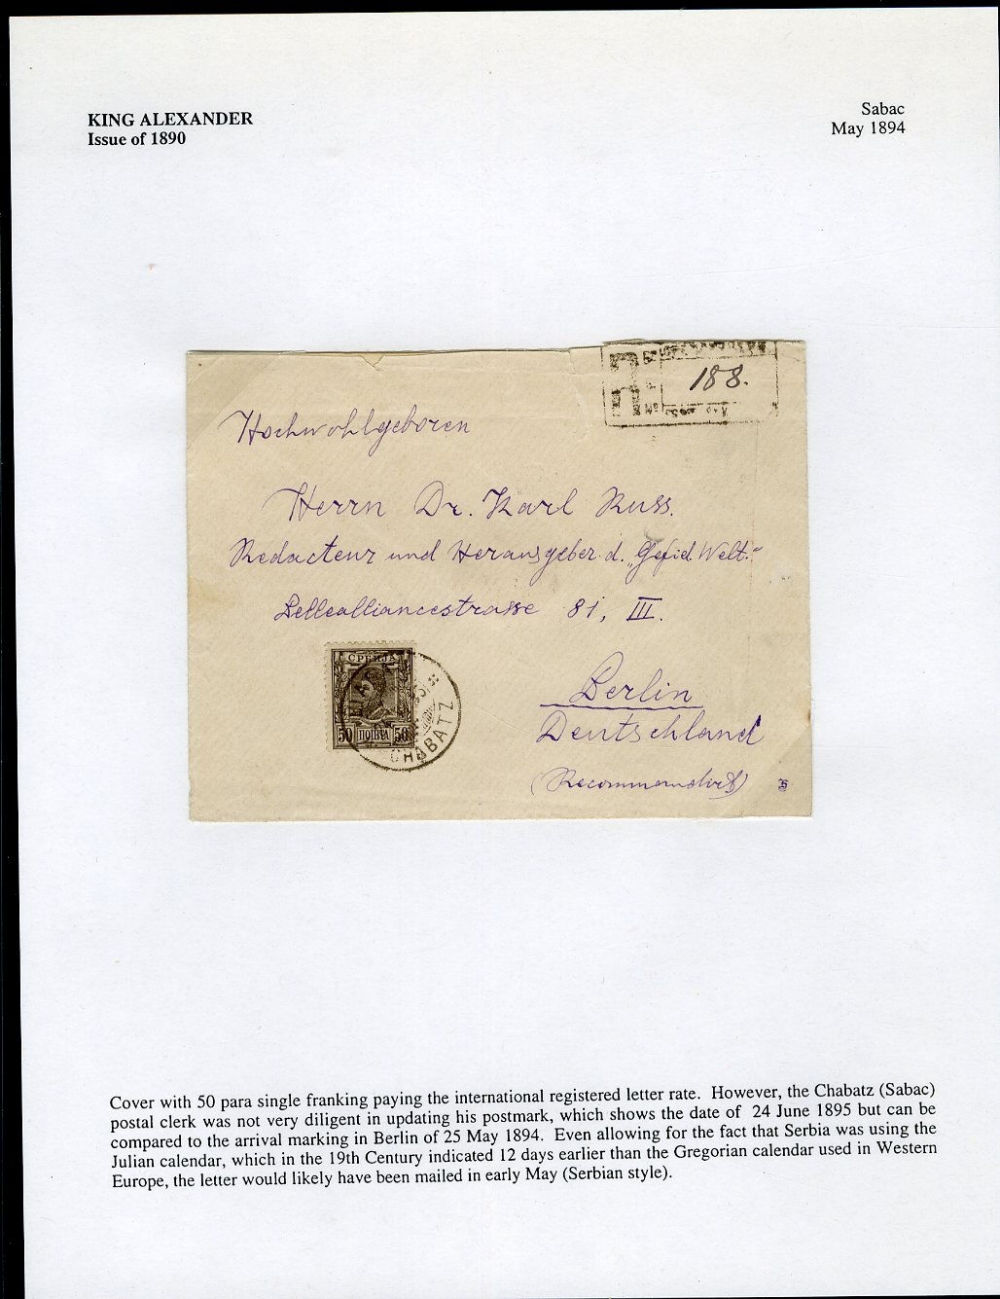 KING ALEXANDER
Issue of 1890
Sabac
May 1894
188.
Hochwohlgeboren
Herrn Dr. Karl Russ.
Redacteur und Herausgeber d. „Gefied. Welt.“
Bellealliancestrasse 81, III.
СРБИЈА
50 ПОШТА 50
CHABATZ
Berlin
Deutschland
(Recommandirt)
Cover with 50 para single franking paying the international registered letter rate. However, the Chabatz (Sabac)
postal clerk was not very diligent in updating his postmark, which shows the date of 24 June 1895 but can be
compared to the arrival marking in Berlin of 25 May 1894. Even allowing for the fact that Serbia was using the
Julian calendar, which in the 19th Century indicated 12 days earlier than the Gregorian calendar used in Western
Europe, the letter would likely have been mailed in early May (Serbian style).